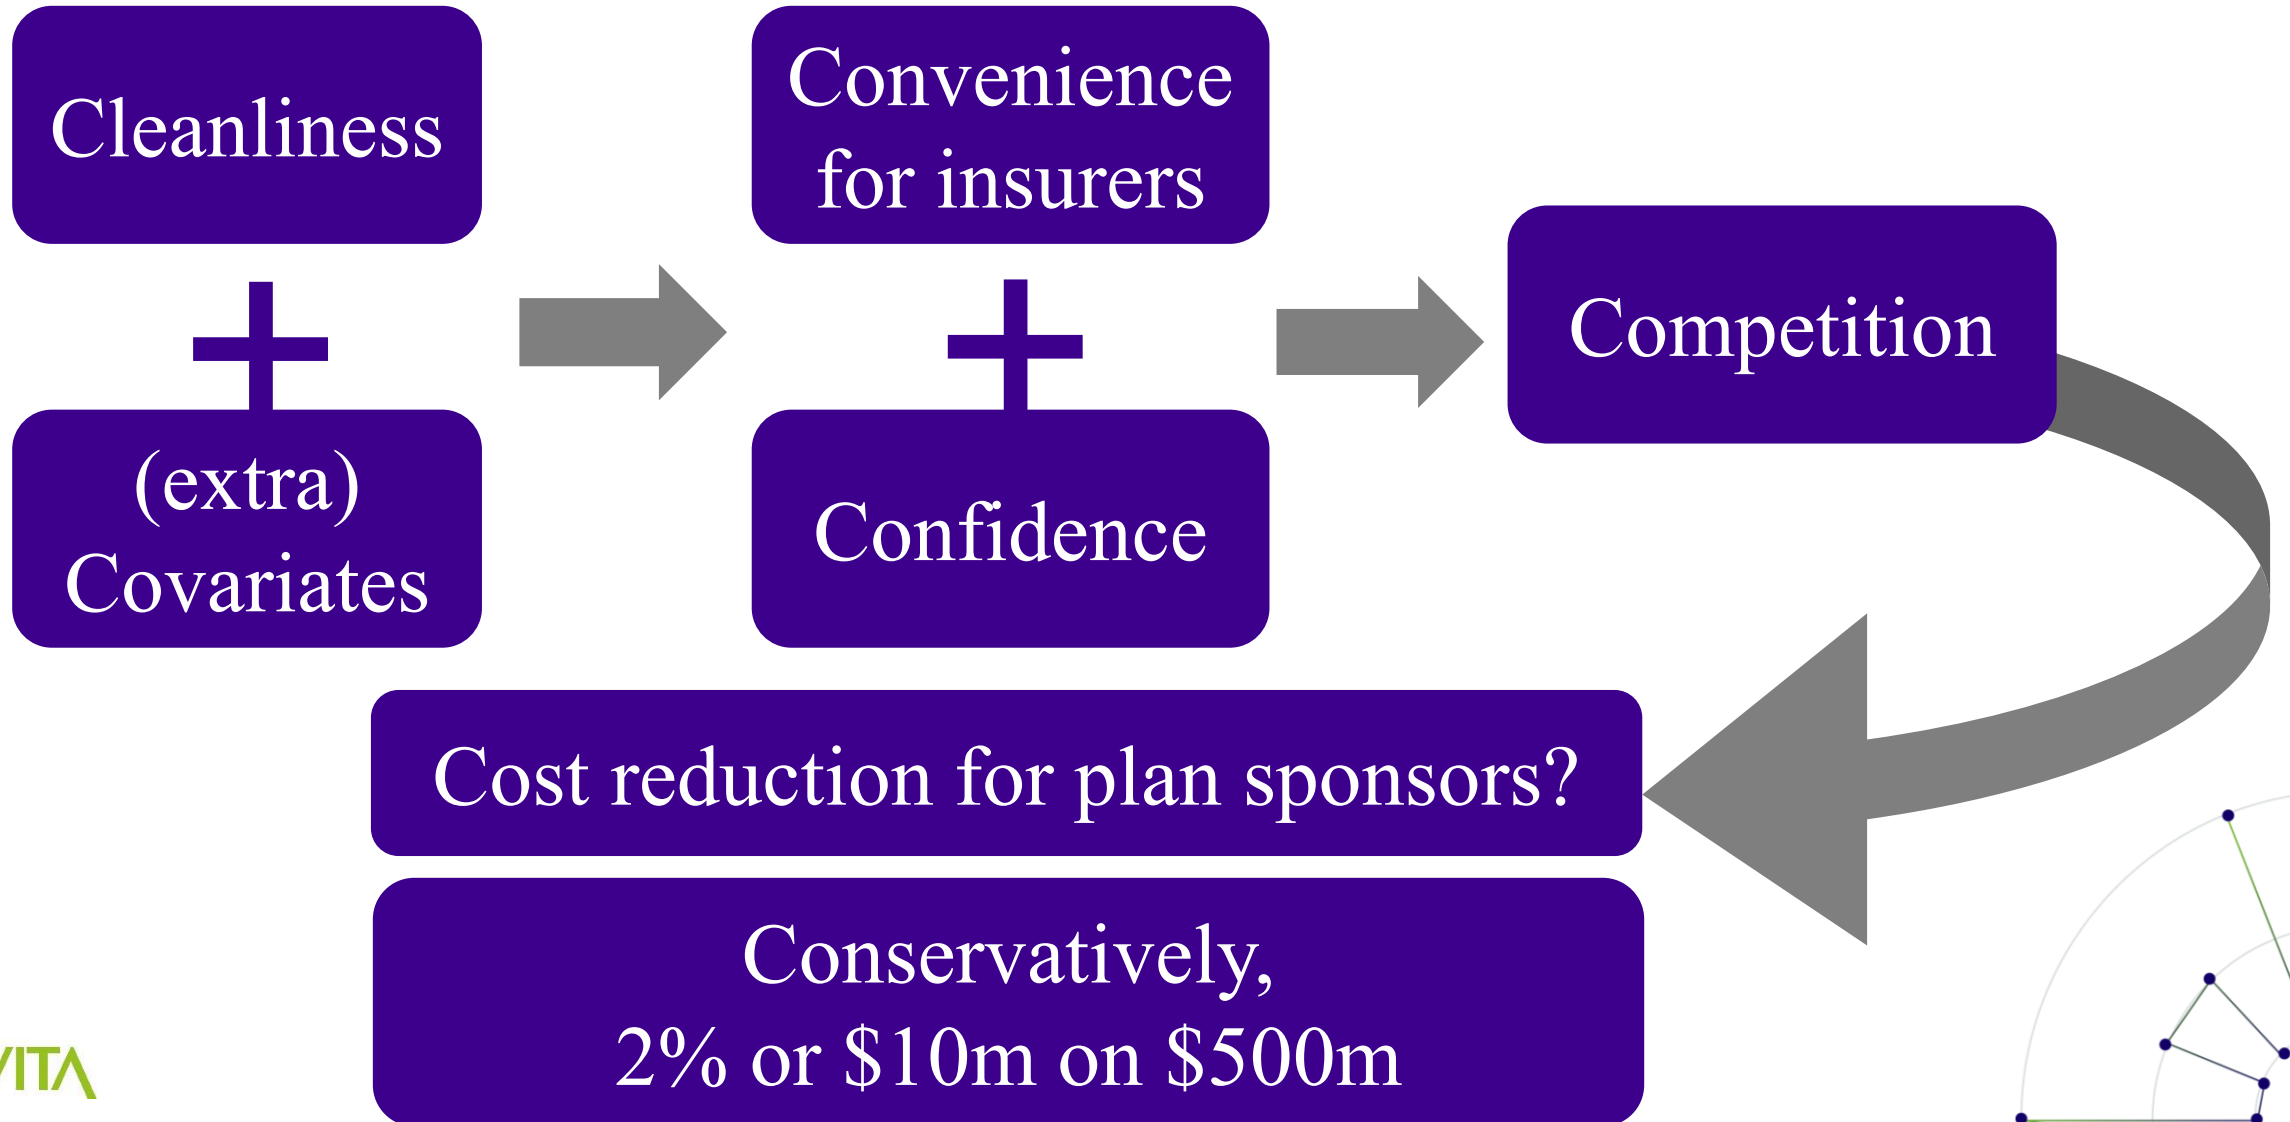 Cleanliness
(extra)
Covariates
Convenience
for insurers
Confidence
Competition
Cost reduction for plan sponsors?
Conservatively,
2% or $10m on $500m
VITA